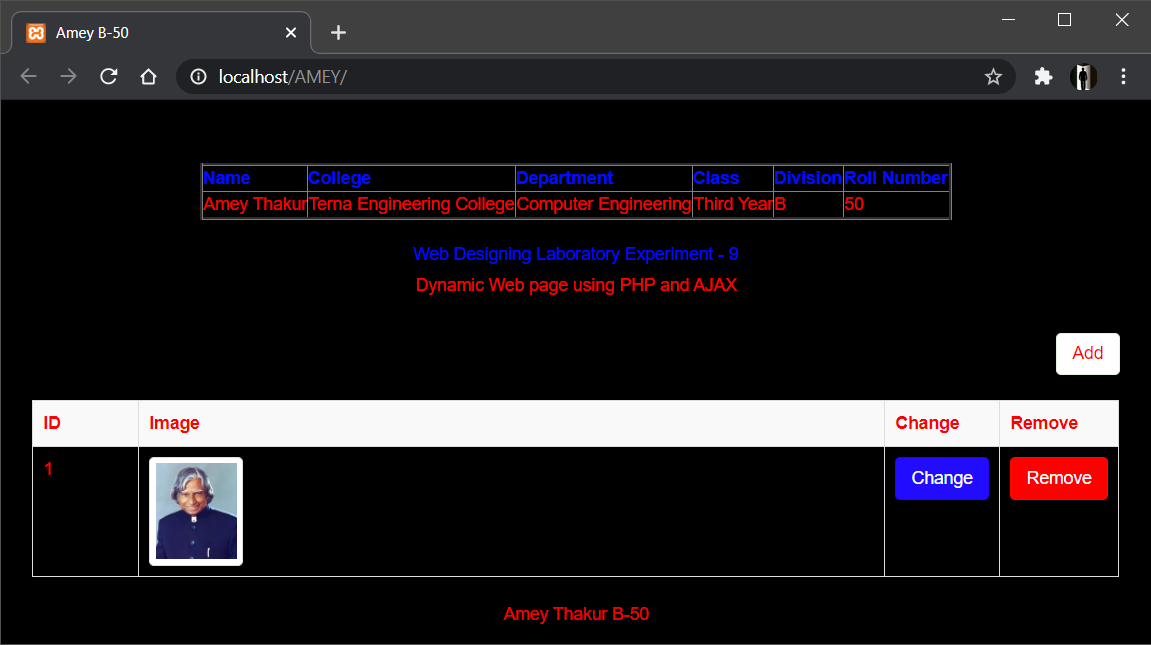 Amey B-50
localhost/AMEY/
Name College Department Class Division Roll Number
Amey Thakur Terna Engineering College Computer Engineering Third Year B 50
Web Designing Laboratory Experiment - 9
Dynamic Web page using PHP and AJAX
Add
ID Image Change Remove
1 Change Remove
Amey Thakur B-50